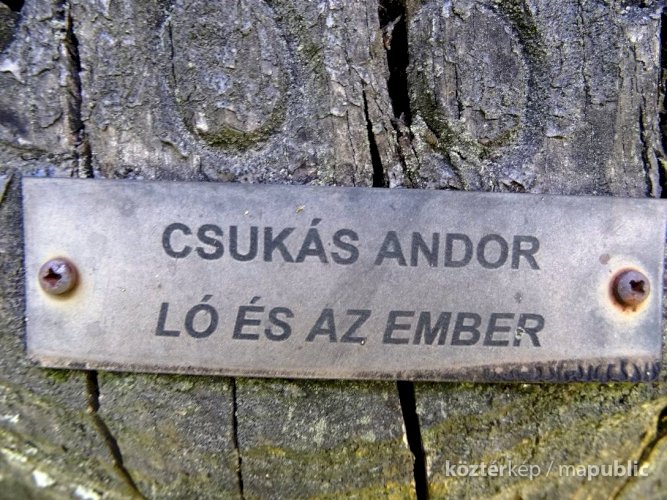 CSUKÁS ANDOR
LÓ ÉS AZ EMBER
köztérkép / mapublic